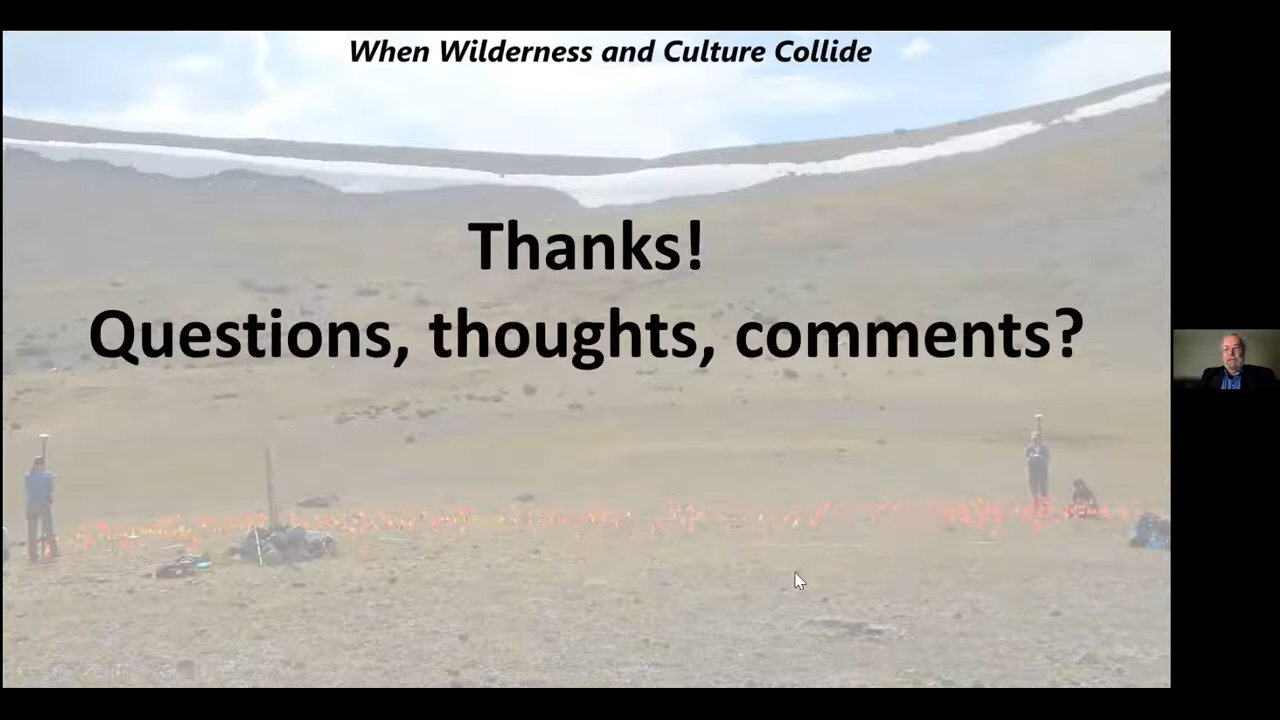 When Wilderness and Culture Collide
Thanks!
Questions, thoughts, comments?